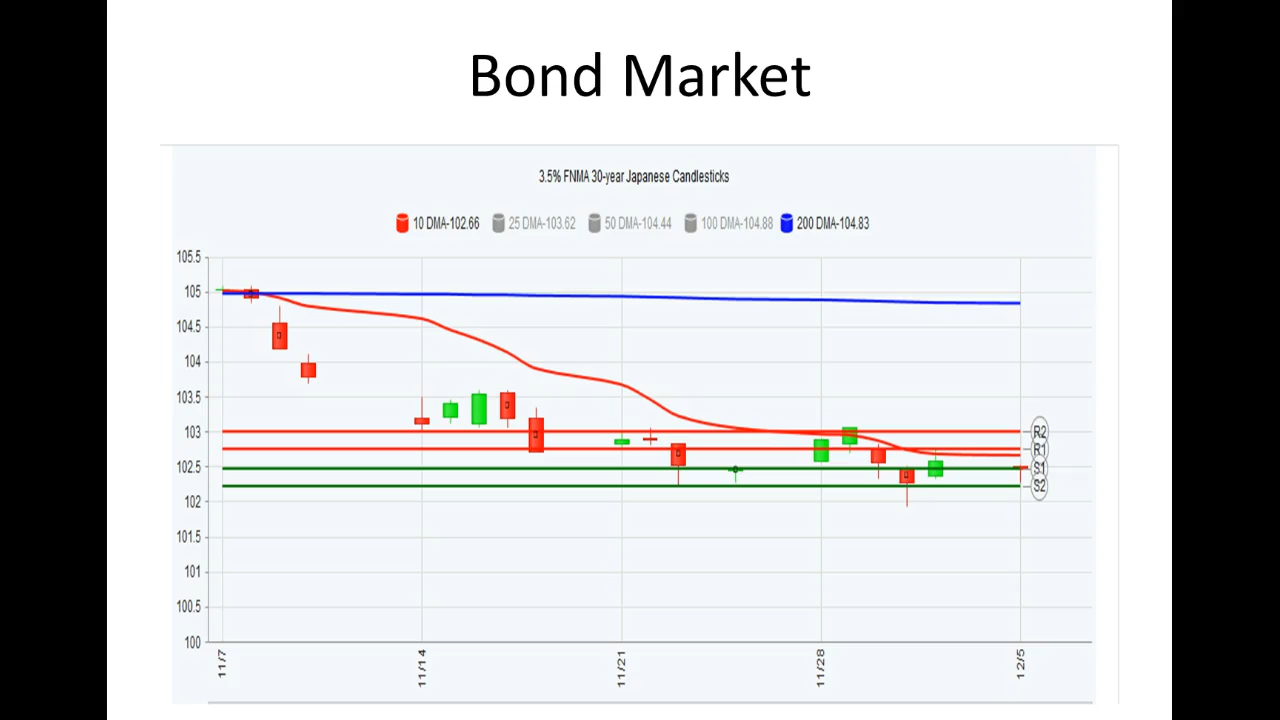 Bond Market
3.5% FNMA 30-year Japanese Candlesticks
10 DMA-102.66 25 DMA-103.62 50 DMA-104.44 100 DMA-104.88 200 DMA-104.83
105.5
105
104.5
104
103.5
103
102.5
102
101.5
101
100.5
100
R2
R1
S1
S2
11/7 11/14 11/21 11/28 12/5